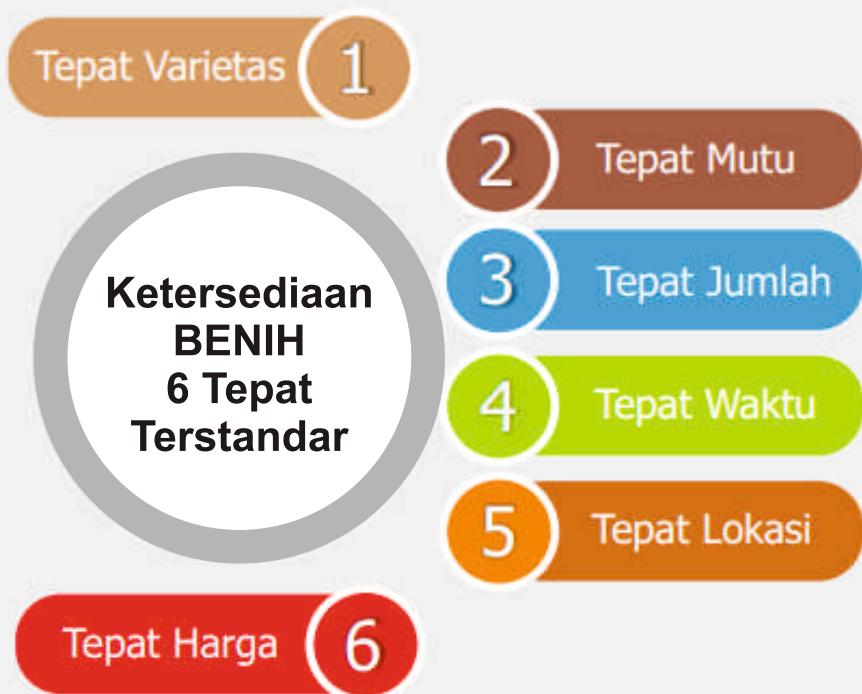 Tepat Varietas 1
2 Tepat Mutu
3 Tepat Jumlah
Ketersediaan
BENIH
6 Tepat
Terstandar
4 Tepat Waktu
5 Tepat Lokasi
Tepat Harga 6